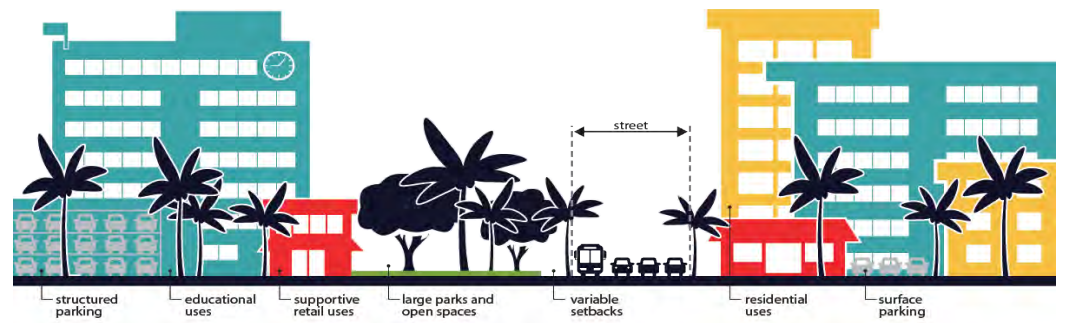 street
structured
parking
educational
uses
supportive
retail uses
large parks and
open spaces
variable
setbacks
residential
uses
surface
parking